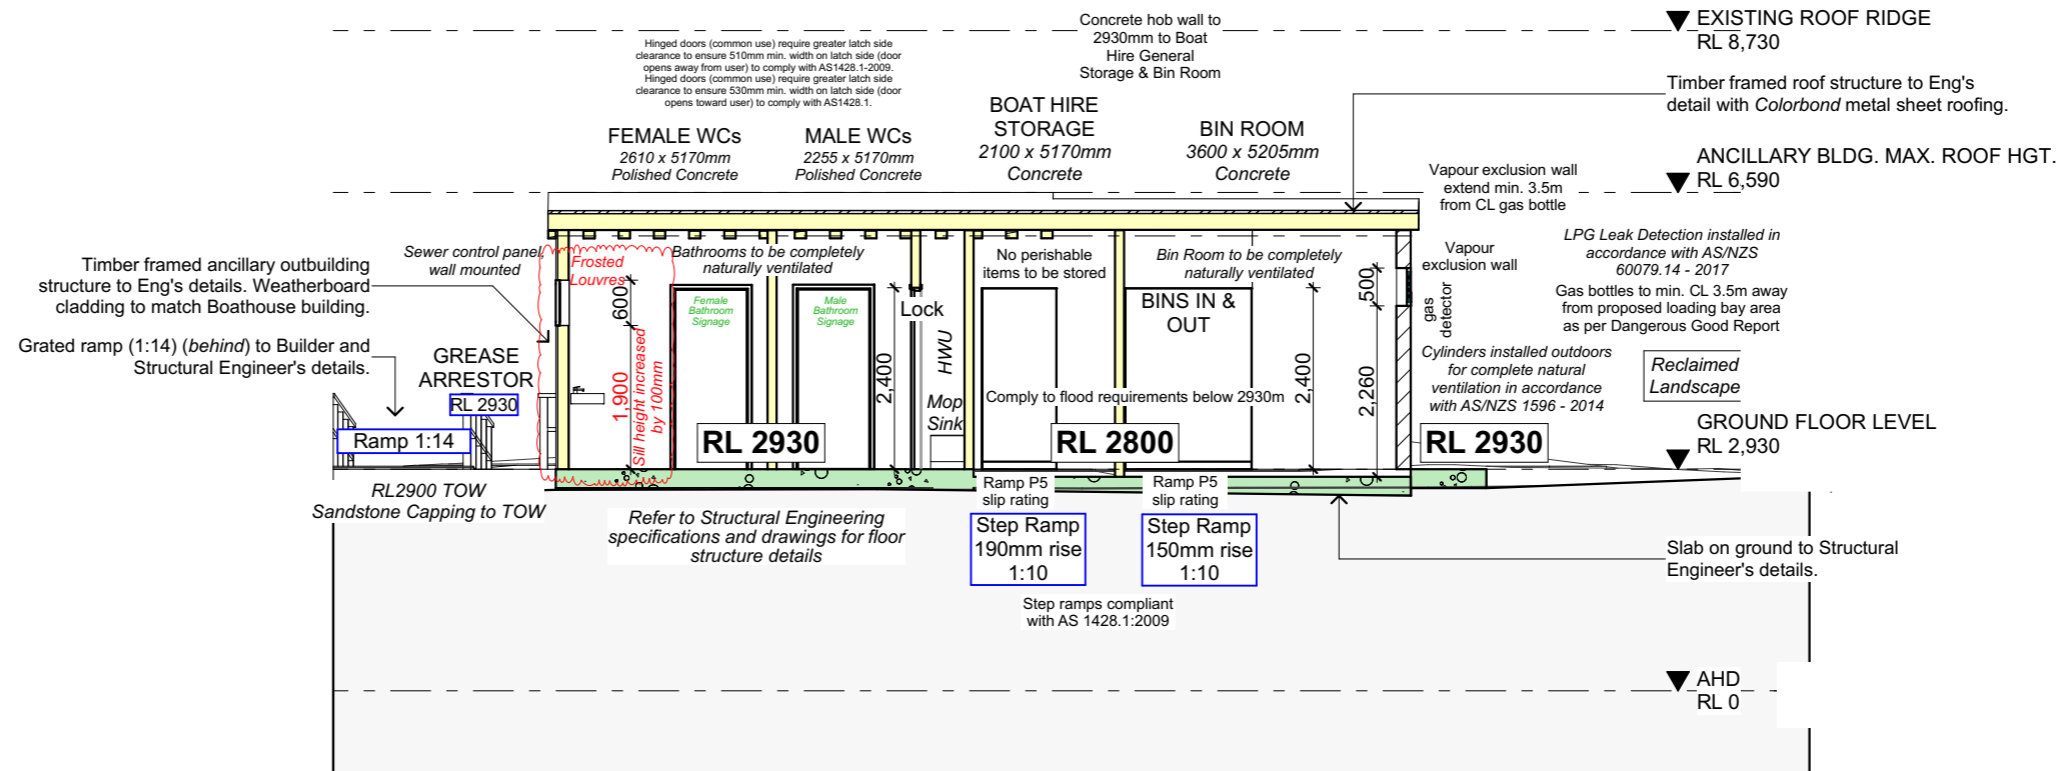 Concrete hob wall to
2930mm to Boat
Hire General
Storage & Bin Room
EXISTING ROOF RIDGE
RL 8,730
Hinged doors (common use) require greater latch side
clearance to ensure 510mm min. width on latch side (door
opens away from user) to comply with AS1428.1-2009.
Hinged doors (common use) require greater latch side
clearance to ensure 530mm min. width on latch side (door
opens toward user) to comply with AS1428.1.
Timber framed roof structure to Eng's
detail with Colorbond metal sheet roofing.
FEMALE WCs
2610 x 5170mm
Polished Concrete
MALE WCs
2255 x 5170mm
Polished Concrete
BOAT HIRE
STORAGE
2100 x 5170mm
Concrete
BIN ROOM
3600 x 5205mm
Concrete
ANCILLARY BLDG. MAX. ROOF HGT.
RL 6,590
Vapour exclusion wall
extend min. 3.5m
from CL gas bottle
Timber framed ancillary outbuilding
structure to Eng's details. Weatherboard
cladding to match Boathouse building.
Sewer control panel,
wall mounted
Frosted
Louvres
Bathrooms to be completely
naturally ventilated
No perishable
items to be stored
Bin Room to be completely
naturally ventilated
Vapour
exclusion wall
LPG Leak Detection installed in
accordance with AS/NZS
60079.14 - 2017
Gas bottles to min. CL 3.5m away
from proposed loading bay area
as per Dangerous Good Report
600
Female
Bathroom
Signage
Male
Bathroom
Signage
Lock
BINS IN &
OUT
500
gas
detector
Grated ramp (1:14) (behind) to Builder and
Structural Engineer's details.
GREASE
ARRESTOR
RL 2930
Ramp 1:14
1,900
Sill height increased
by 100mm
2,400
HWU
Mop
Sink
Comply to flood requirements below 2930m
2,400
2,260
Cylinders installed outdoors
for complete natural
ventilation in accordance
with AS/NZS 1596 - 2014
Reclaimed
Landscape
RL 2930
RL 2800
RL 2930
GROUND FLOOR LEVEL
RL 2,930
RL2900 TOW
Sandstone Capping to TOW
Refer to Structural Engineering
specifications and drawings for floor
structure details
Ramp P5
slip rating
Step Ramp
190mm rise
1:10
Ramp P5
slip rating
Step Ramp
150mm rise
1:10
Slab on ground to Structural
Engineer's details.
Step ramps compliant
with AS 1428.1:2009
AHD
RL 0